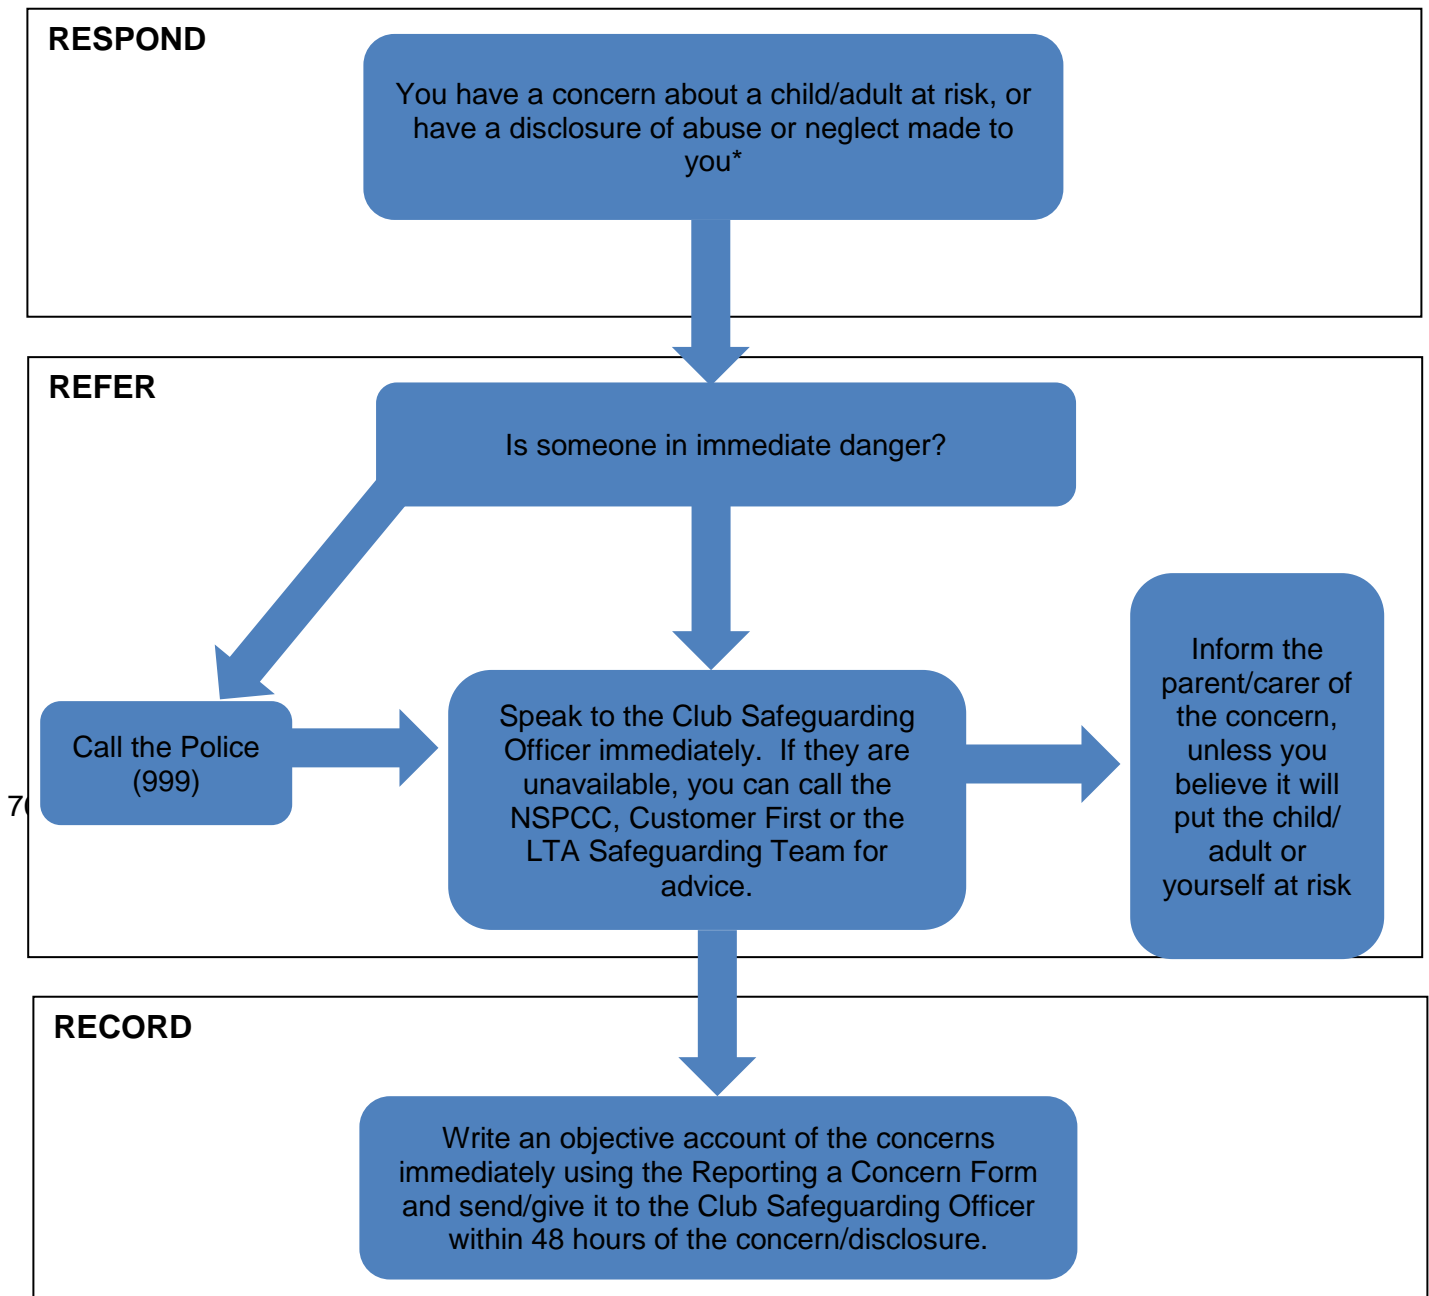 RESPOND
You have a concern about a child/adult at risk, or
have a disclosure of abuse or neglect made to
you*
REFER
Is someone in immediate danger?
Call the Police
(999)
Speak to the Club Safeguarding
Officer immediately. If they are
unavailable, you can call the
NSPCC, Customer First or the
LTA Safeguarding Team for
advice.
Inform the
parent/carer of
the concern,
unless you
believe it will
put the child/
adult or
yourself at risk
RECORD
Write an objective account of the concerns
immediately using the Reporting a Concern Form
and send/give it to the Club Safeguarding Officer
within 48 hours of the concern/disclosure.